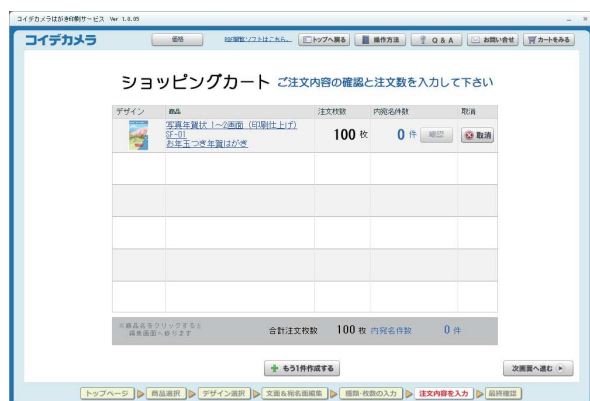 コイデカメラはがき印刷サービス Ver 1.0.05
コイデカメラ
価格
PDF閲覧ソフトはこちら
トップへ戻る
操作方法
Q & A
お問い合せ
カートをみる
ショッピングカート ご注文内容の確認と注文数を入力して下さい
デザイン 商品 注文枚数 内宛名件数 取消
写真年賀状 1~2画面 (印刷仕上げ)
SF-01
お年玉つき年賀はがき
100 枚 0 件 確認 取消
※商品名をクリックすると
編集画面へ移ります
合計注文枚数 100 枚 内宛名件数 0 件
もう1件作成する
次画面へ進む
トップページ 商品選択 デザイン選択 文面&宛名面編集 種類・枚数の入力 注文内容を入力 最終確認